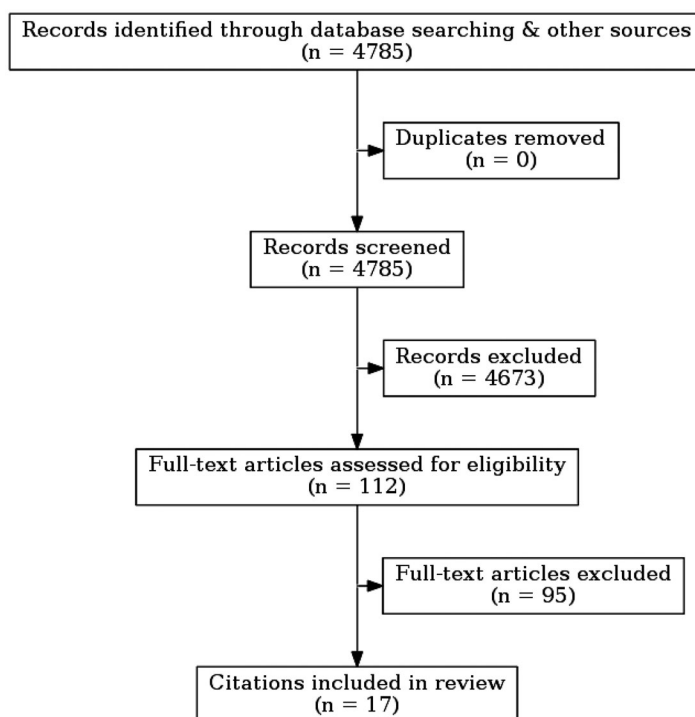 Records identified through database searching & other sources
(n = 4785)
Duplicates removed
(n = 0)
Records screened
(n = 4785)
Records excluded
(n = 4673)
Full-text articles assessed for eligibility
(n = 112)
Full-text articles excluded
(n = 95)
Citations included in review
(n = 17)